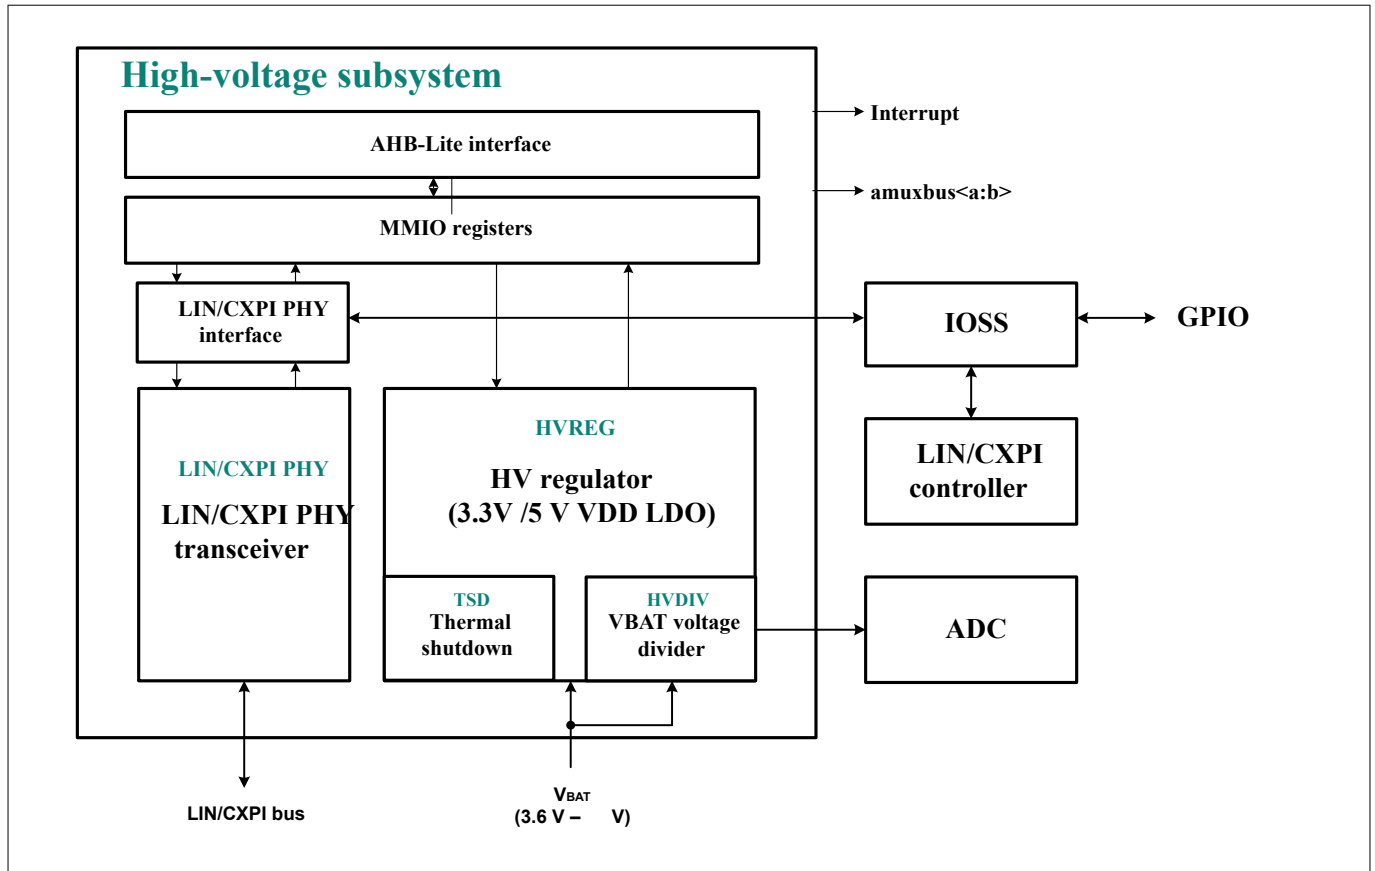 High-voltage subsystem
AHB-Lite interface
MMIO registers
Interrupt
amuxbus<a:b>
LIN/CXPI PHY
interface
IOSS
GPIO
LIN/CXPI PHY
LIN/CXPI PHY
transceiver
HVREG
HV regulator
(3.3V /5 V VDD LDO)
LIN/CXPI
controller
TSD
Thermal
shutdown
HVDIV
VBAT voltage
divider
ADC
LIN/CXPI bus
VBAT
(3.6 V – V)